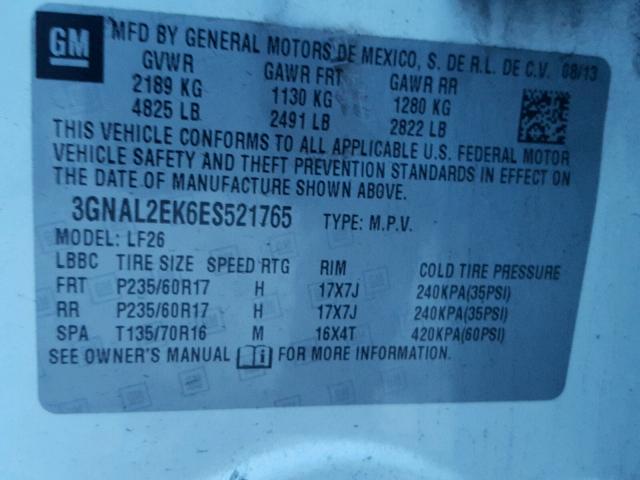 GM
MFD BY GENERAL MOTORS DE MEXICO, S. DE R.L. DE C.V. 08/13
GVWR GAWR FRT GAWR RR
2189 KG 1130 KG 1280 KG
4825 LB 2491 LB 2822 LB
THIS VEHICLE CONFORMS TO ALL APPLICABLE U.S. FEDERAL MOTOR
VEHICLE SAFETY AND THEFT PREVENTION STANDARDS IN EFFECT ON
THE DATE OF MANUFACTURE SHOWN ABOVE.
3GNAL2EK6ES521765 TYPE: M.P.V.
MODEL: LF26
LBBC TIRE SIZE SPEED RTG RIM COLD TIRE PRESSURE
FRT P235/60R17 H 17X7J 240KPA(35PSI)
RR P235/60R17 H 17X7J 240KPA(35PSI)
SPA T135/70R16 M 16X4T 420KPA(60PSI)
SEE OWNER'S MANUAL FOR MORE INFORMATION.